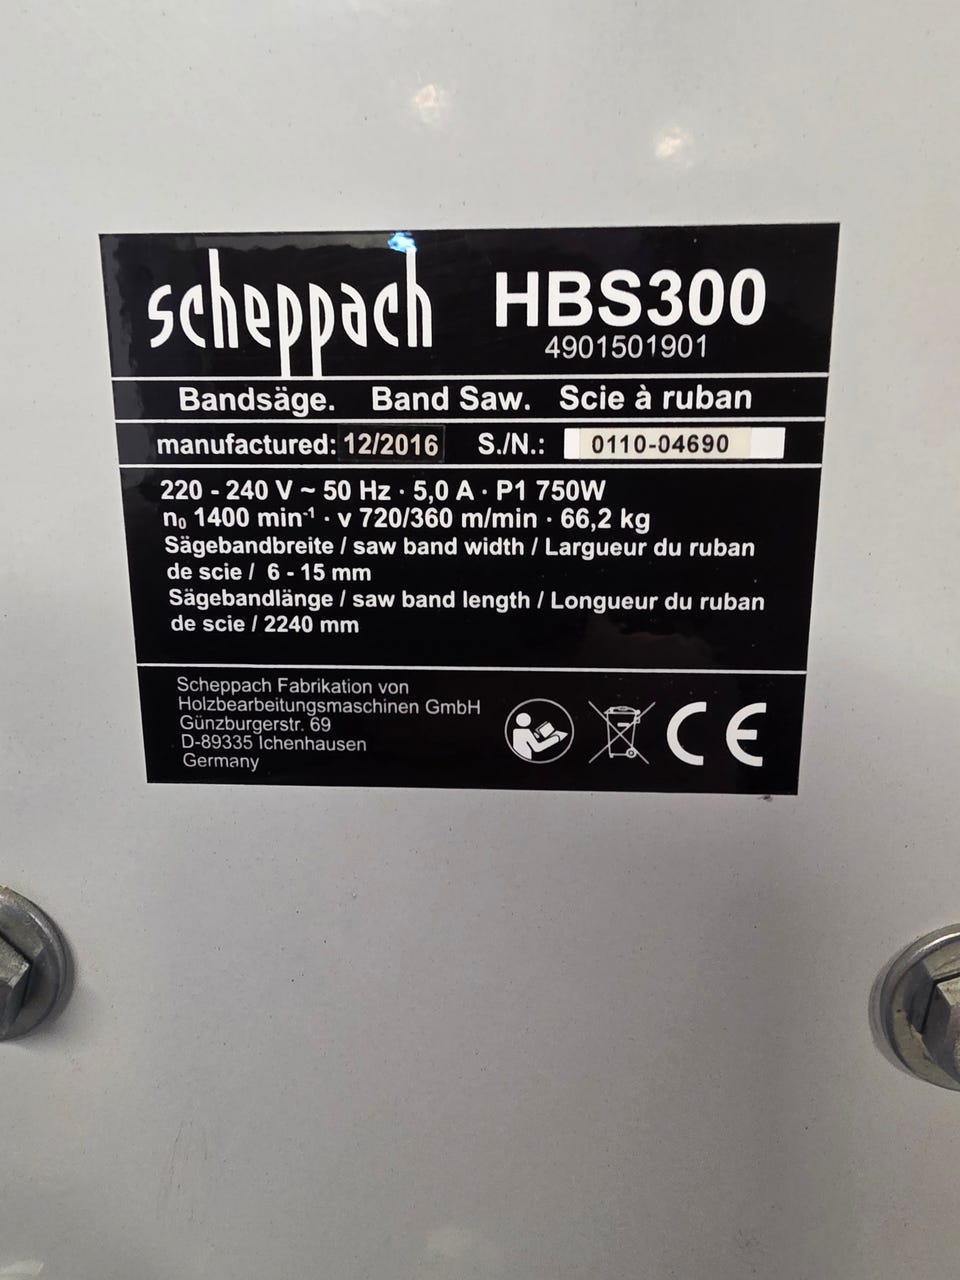 scheppach HBS300
4901501901
Bandsäge. Band Saw. Scie à ruban
manufactured: 12/2016 S./N.: 0110-04690
220 - 240 V ~ 50 Hz · 5,0 A · P1 750W
n₀ 1400 min⁻¹ · v 720/360 m/min · 66,2 kg
Sägebandbreite / saw band width / Largueur du ruban
de scie / 6 - 15 mm
Sägebandlänge / saw band length / Longueur du ruban
de scie / 2240 mm
Scheppach Fabrikation von
Holzbearbeitungsmaschinen GmbH
Günzburgerstr. 69
D-89335 Ichenhausen
Germany
CE